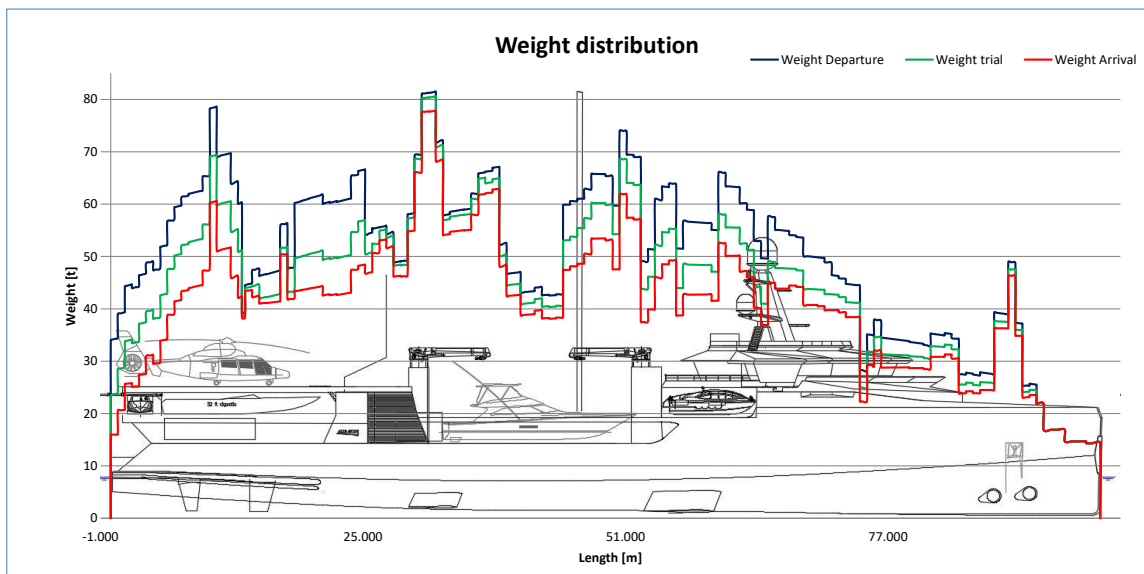 Weight distribution
Weight Departure
Weight trial
Weight Arrival
80
70
60
50
40
30
20
10
0
Weight [t]
-1.000
25.000
51.000
77.000
Length [m]